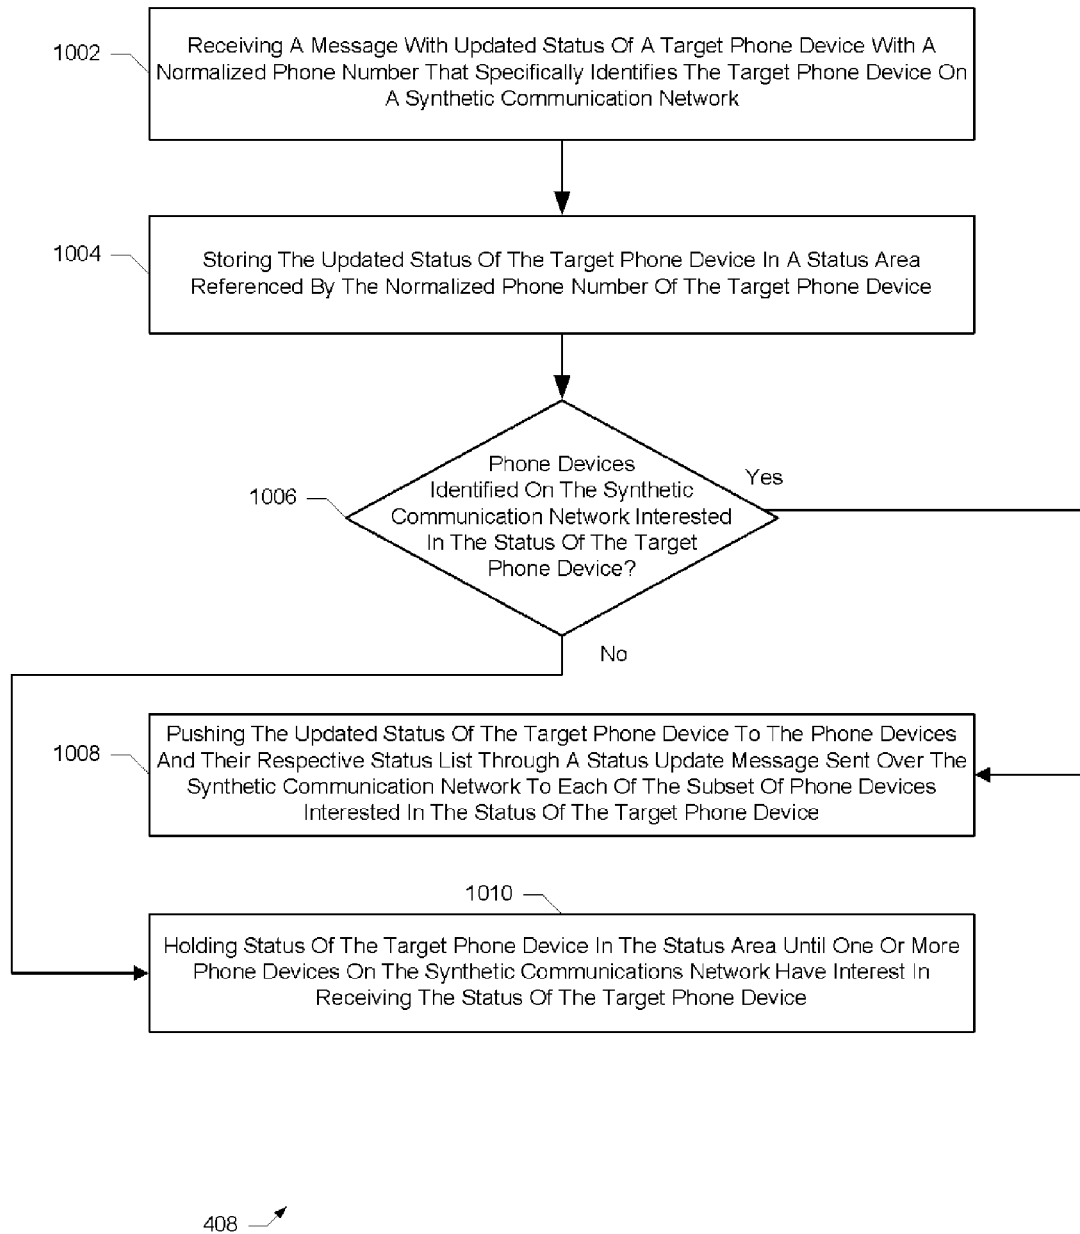 1002
Receiving A Message With Updated Status Of A Target Phone Device With A
Normalized Phone Number That Specifically Identifies The Target Phone Device On
A Synthetic Communication Network
1004
Storing The Updated Status Of The Target Phone Device In A Status Area
Referenced By The Normalized Phone Number Of The Target Phone Device
1006
Phone Devices
Identified On The Synthetic
Communication Network Interested
In The Status Of The Target
Phone Device?
Yes
No
1008
Pushing The Updated Status Of The Target Phone Device To The Phone Devices
And Their Respective Status List Through A Status Update Message Sent Over The
Synthetic Communication Network To Each Of The Subset Of Phone Devices
Interested In The Status Of The Target Phone Device
1010
Holding Status Of The Target Phone Device In The Status Area Until One Or More
Phone Devices On The Synthetic Communications Network Have Interest In
Receiving The Status Of The Target Phone Device
408